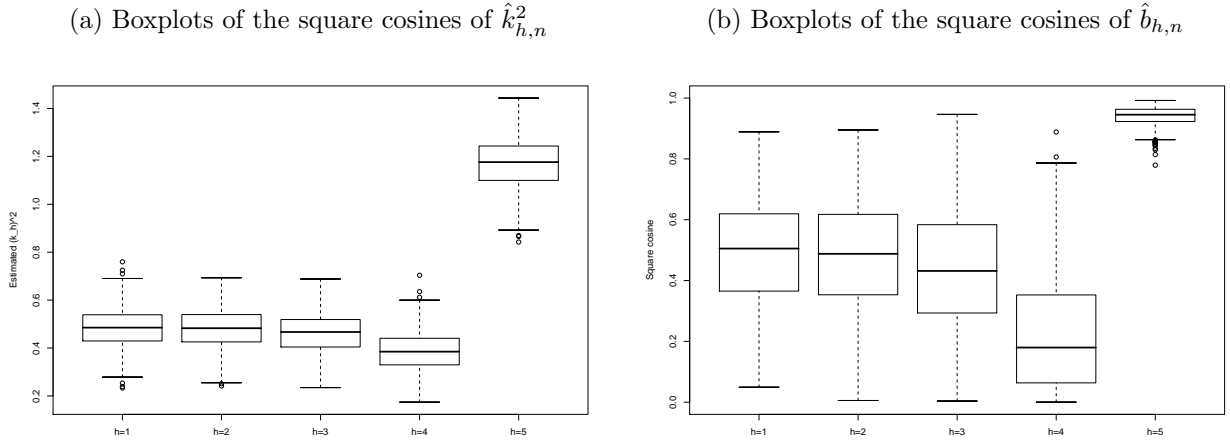 (a) Boxplots of the square cosines of $\hat{k}^2_{h,n}$
(b) Boxplots of the square cosines of $\hat{b}_{h,n}$
Estimated (k_h)^2
1.4
1.2
1.0
0.8
0.6
0.4
0.2
h=1 h=2 h=3 h=4 h=5
Square cosine
1.0
0.8
0.6
0.4
0.2
0.0
h=1 h=2 h=3 h=4 h=5